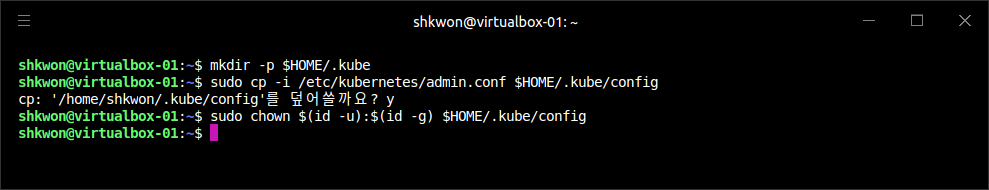 shkwon@virtualbox-01: ~
shkwon@virtualbox-01:~$ mkdir -p $HOME/.kube
shkwon@virtualbox-01:~$ sudo cp -i /etc/kubernetes/admin.conf $HOME/.kube/config
cp: '/home/shkwon/.kube/config'를 덮어쓸까요? y
shkwon@virtualbox-01:~$ sudo chown $(id -u):$(id -g) $HOME/.kube/config
shkwon@virtualbox-01:~$